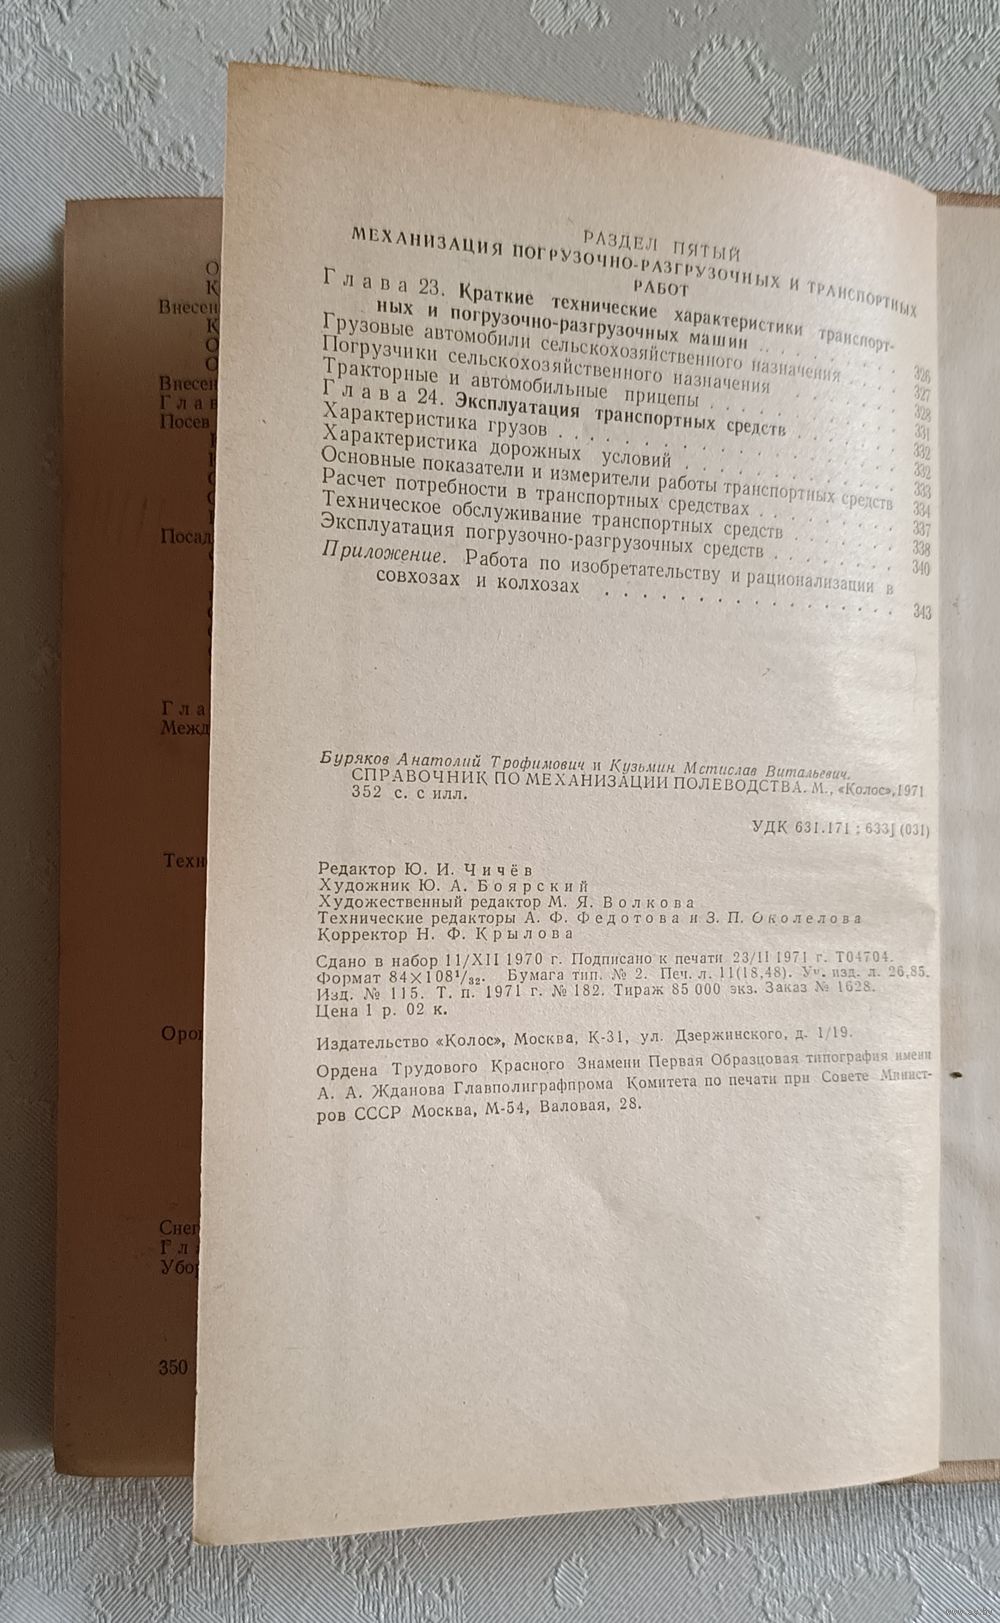 РАЗДЕЛ ПЯТЫЙ
МЕХАНИЗАЦИЯ ПОГРУЗОЧНО-РАЗГРУЗОЧНЫХ И ТРАНСПОРТНЫХ
РАБОТ
Глава 23. Краткие технические характеристики транспорт-
ных и погрузочно-разгрузочных машин . . . . . . . . 326
Грузовые автомобили сельскохозяйственного назначения . . . 327
Погрузчики сельскохозяйственного назначения . . . . . . 328
Тракторные и автомобильные прицепы . . . . . . . . 331
Глава 24. Эксплуатация транспортных средств . . . . . . 332
Характеристика грузов . . . . . . . . . . . . . . 332
Характеристика дорожных условий . . . . . . . . . . 333
Основные показатели и измерители работы транспортных средств 334
Расчет потребности в транспортных средствах . . . . . . . 337
Техническое обслуживание транспортных средств . . . . . . 338
Эксплуатация погрузочно-разгрузочных средств . . . . . . 340
Приложение. Работа по изобретательству и рационализации в
совхозах и колхозах . . . . . . . . . . . . . . . 343
Буряков Анатолий Трофимович и Кузьмин Мстислав Витальевич.
СПРАВОЧНИК ПО МЕХАНИЗАЦИИ ПОЛЕВОДСТВА. М., «Колос», 1971
352 с. с илл.
УДК 631.171 : 633] (031)
Редактор Ю. И. Чичёв
Художник Ю. А. Боярский
Художественный редактор М. Я. Волкова
Технические редакторы А. Ф. Федотова и З. П. Околелова
Корректор Н. Ф. Крылова
Сдано в набор 11/XII 1970 г. Подписано к печати 23/II 1971 г. Т04704.
Формат 84×108¹/₃₂. Бумага тип. № 2. Печ. л. 11(18,48). Уч. изд. л. 26,85.
Изд. № 115. Т. п. 1971 г. № 182. Тираж 85 000 экз. Заказ № 1628.
Цена 1 р. 02 к.
Издательство «Колос», Москва, К-31, ул. Дзержинского, д. 1/19.
Ордена Трудового Красного Знамени Первая Образцовая типография имени
А. А. Жданова Главполиграфпрома Комитета по печати при Совете Минист-
ров СССР Москва, М-54, Валовая, 28.
350